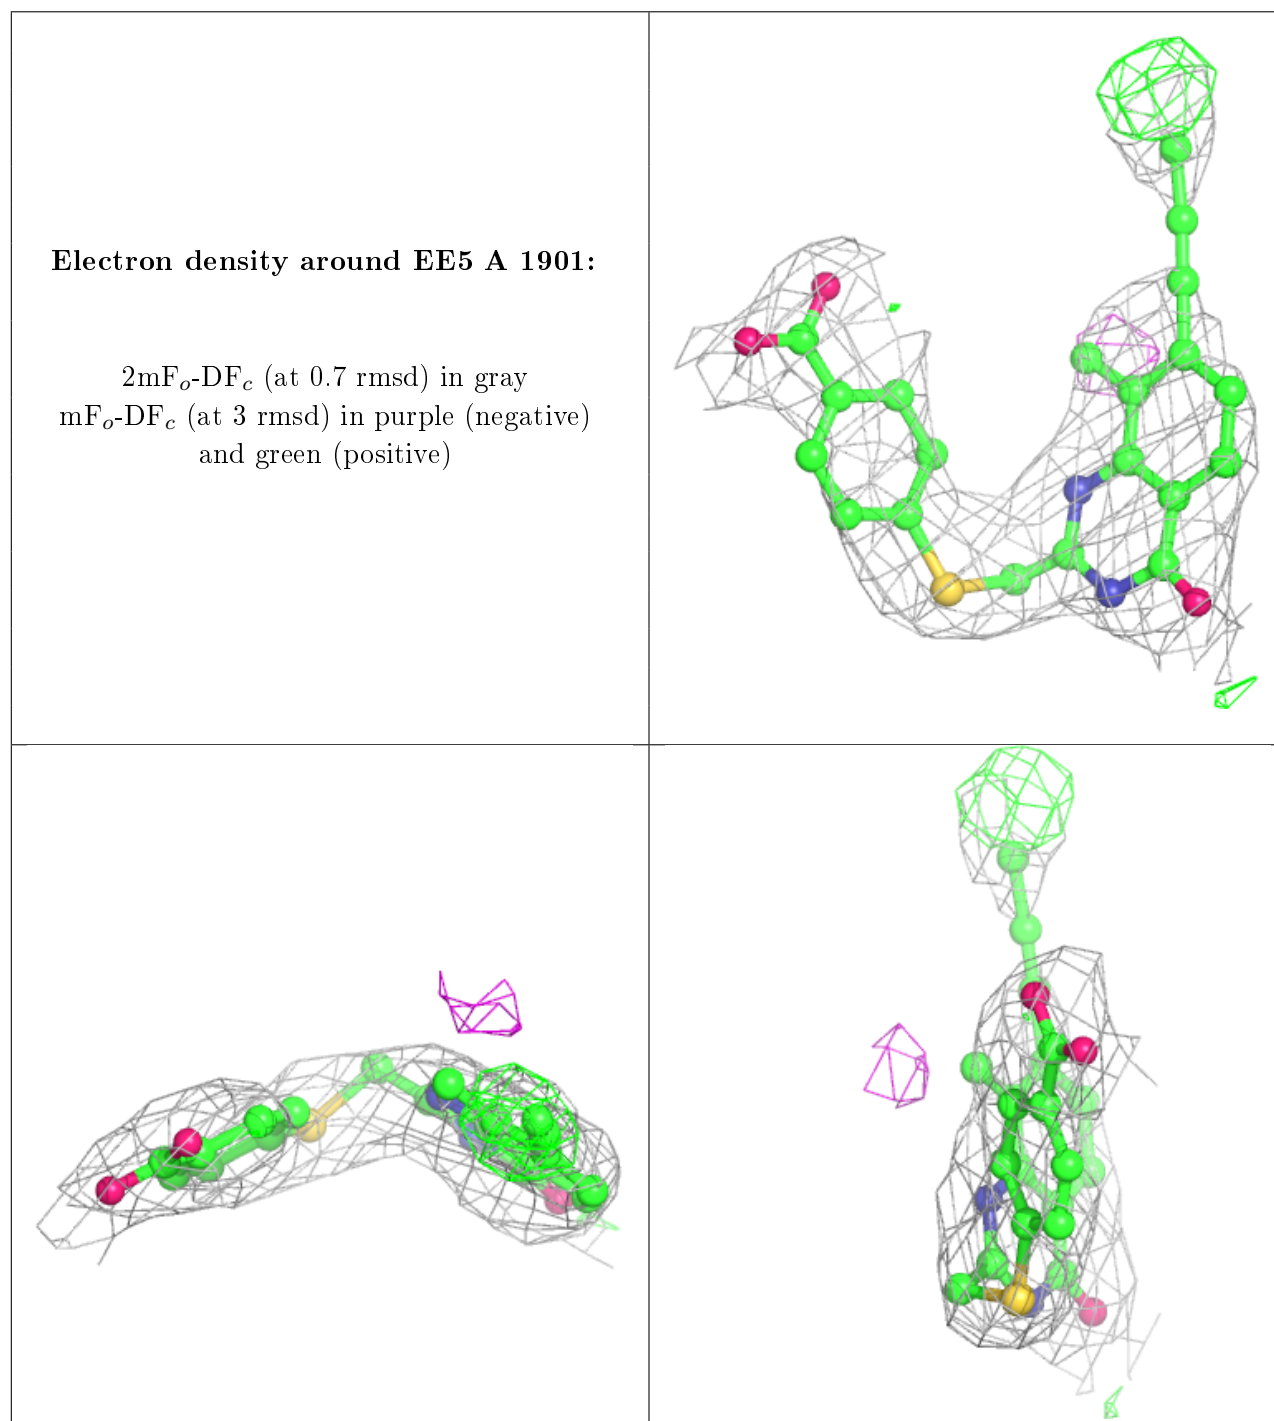 Electron density around EE5 A 1901:
2mFo-DFc (at 0.7 rmsd) in gray
mFo-DFc (at 3 rmsd) in purple (negative)
and green (positive)